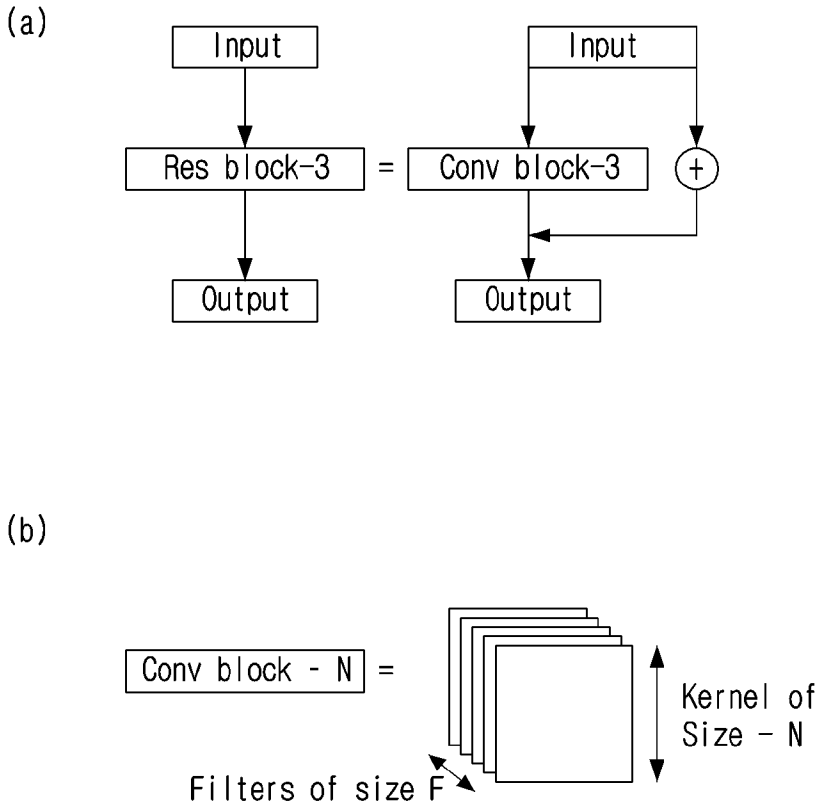 (a)
Input
Input
Res block-3 = Conv block-3 +
Output
Output
(b)
Conv block - N =
Kernel of
Size - N
Filters of size F